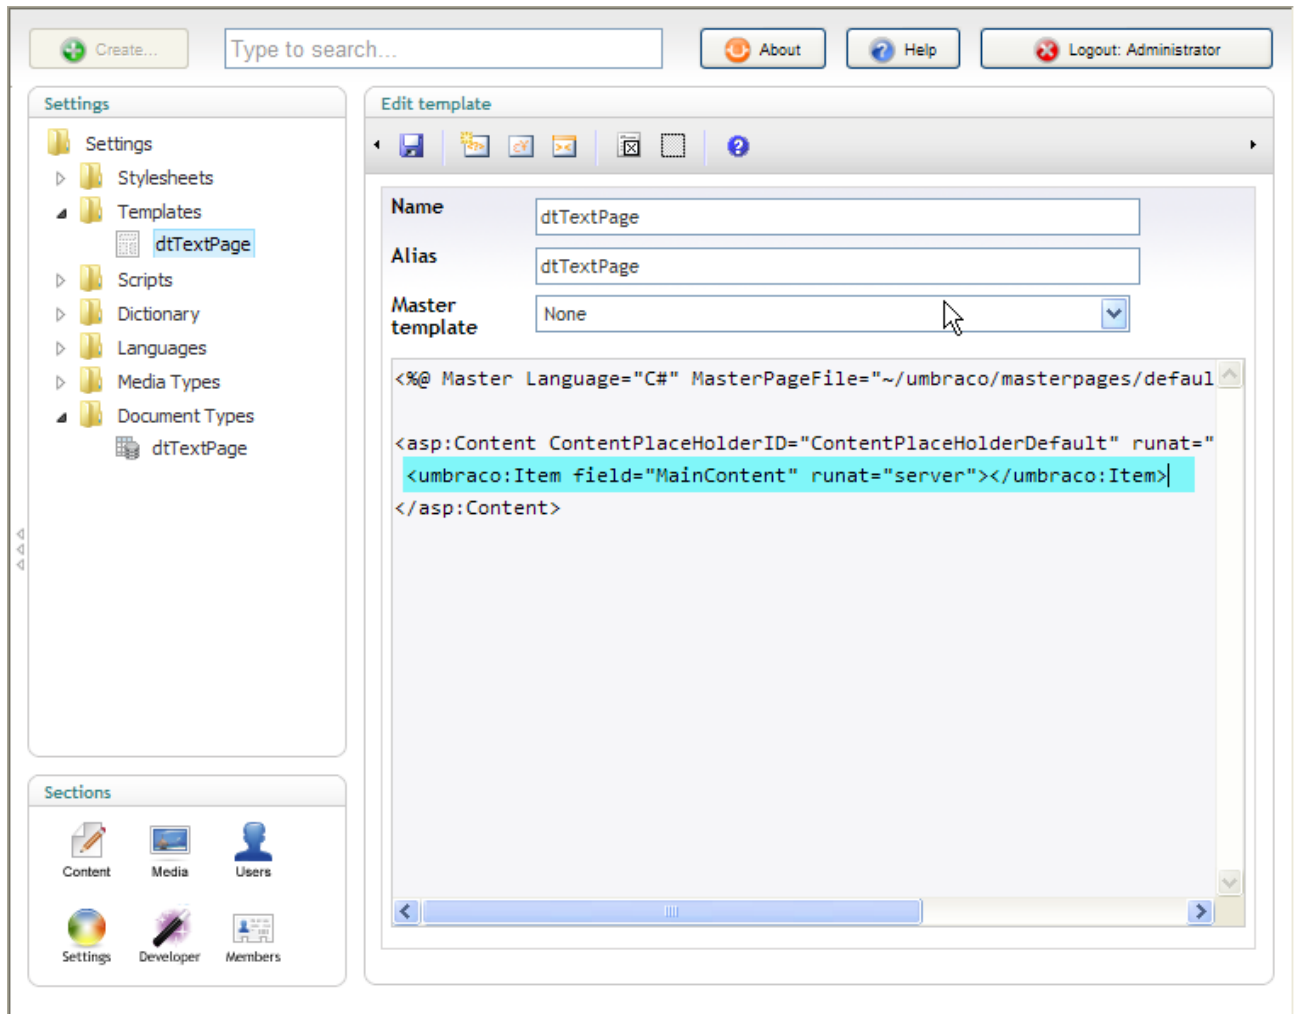 Create...
Type to search...
About
Help
Logout: Administrator
Settings
Settings
Stylesheets
Templates
dtTextPage
Scripts
Dictionary
Languages
Media Types
Document Types
dtTextPage
Sections
Content
Media
Users
Settings
Developer
Members
Edit template
Name
dtTextPage
Alias
dtTextPage
Master
template
None
<%@ Master Language="C#" MasterPageFile="~/umbraco/masterpages/defaul
<asp:Content ContentPlaceHolderID="ContentPlaceHolderDefault" runat="
<umbraco:Item field="MainContent" runat="server"></umbraco:Item>
</asp:Content>